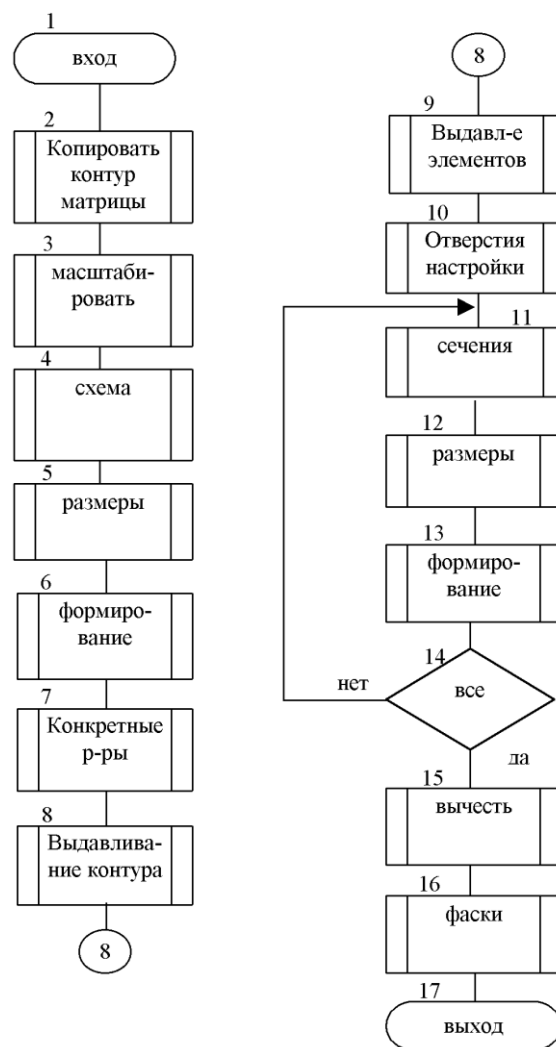 1
вход
2
Копировать
контур
матрицы
3
масштаби-
ровать
4
схема
5
размеры
6
формиро-
вание
7
Конкретные
р-ры
8
Выдавлива-
ние контура
8
8
9
Выдавл-е
элементов
10
Отверстия
настройки
11
сечения
12
размеры
13
формиро-
вание
14
все
нет
да
15
вычесть
16
фаски
17
выход